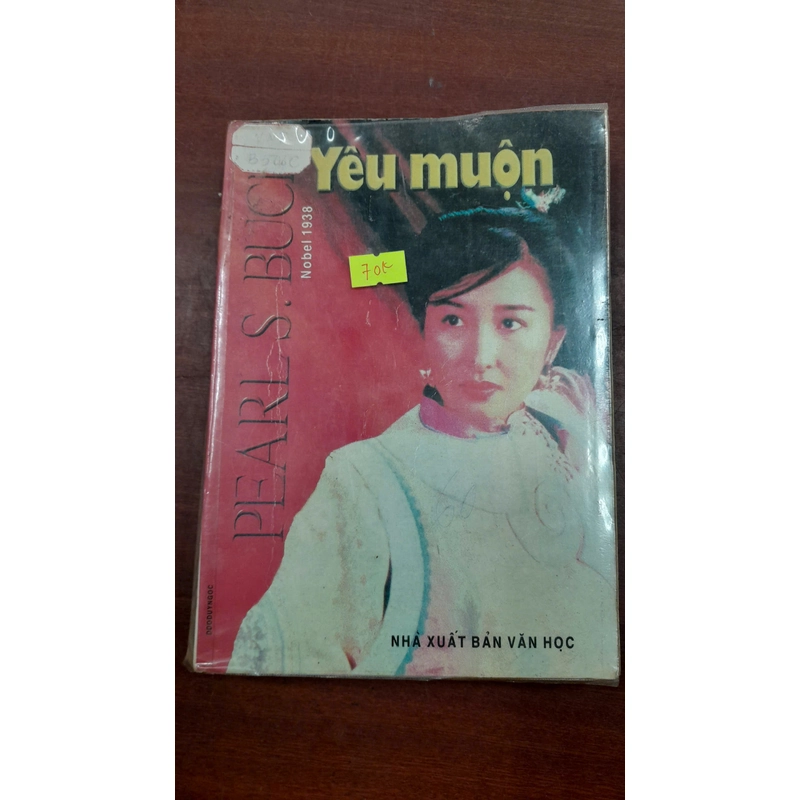 Yêu muộn
PEARL S. BUCK
Nobel 1938
70k
NHÀ XUẤT BẢN VĂN HỌC